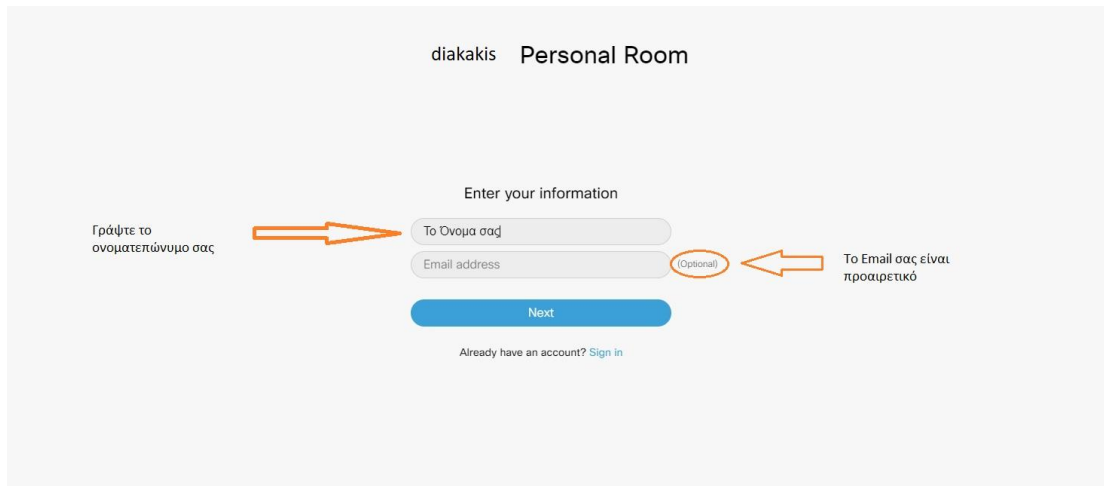 diakakis Personal Room
Enter your information
Γράψτε το
ονοματεπώνυμο σας
Το Όνομα σας
Email address
(Optional)
Το Email σας είναι
προαιρετικό
Next
Already have an account? Sign in